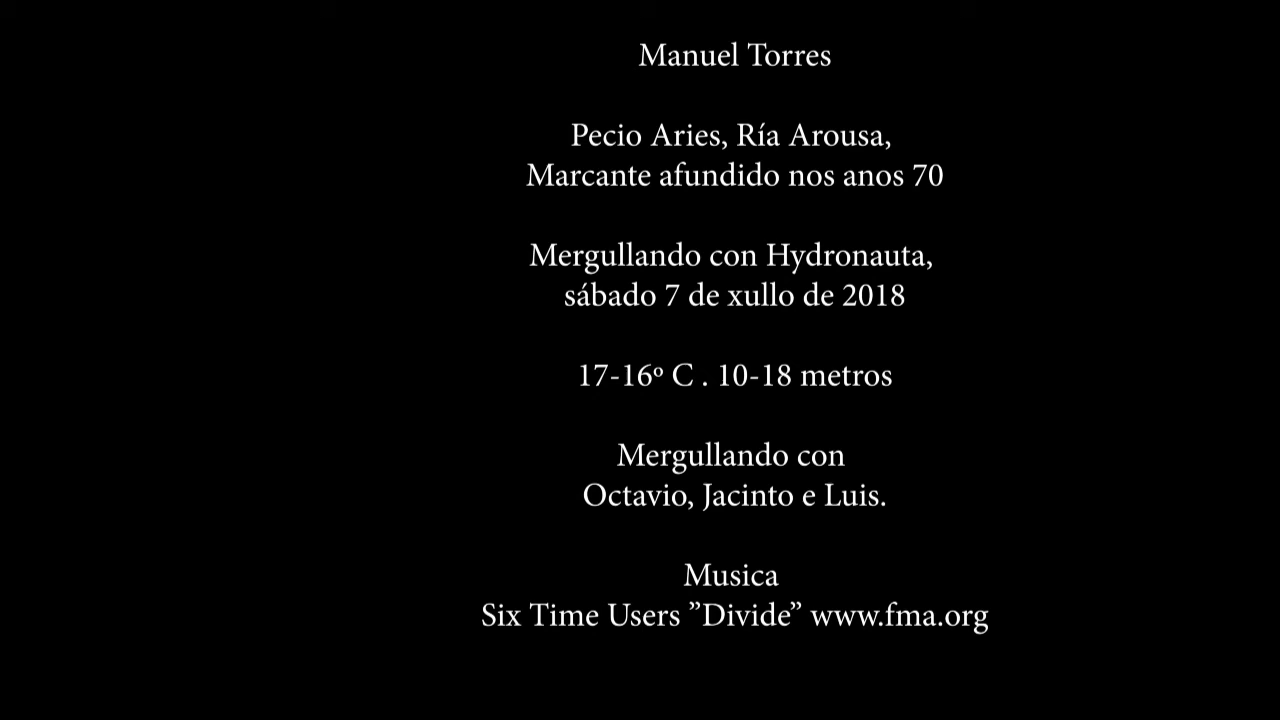 Manuel Torres
Pecio Aries, Ría Arousa,
Marcante afundido nos anos 70
Mergullando con Hydronauta,
sábado 7 de xullo de 2018
17-16º C . 10-18 metros
Mergullando con
Octavio, Jacinto e Luis.
Musica
Six Time Users ”Divide” www.fma.org